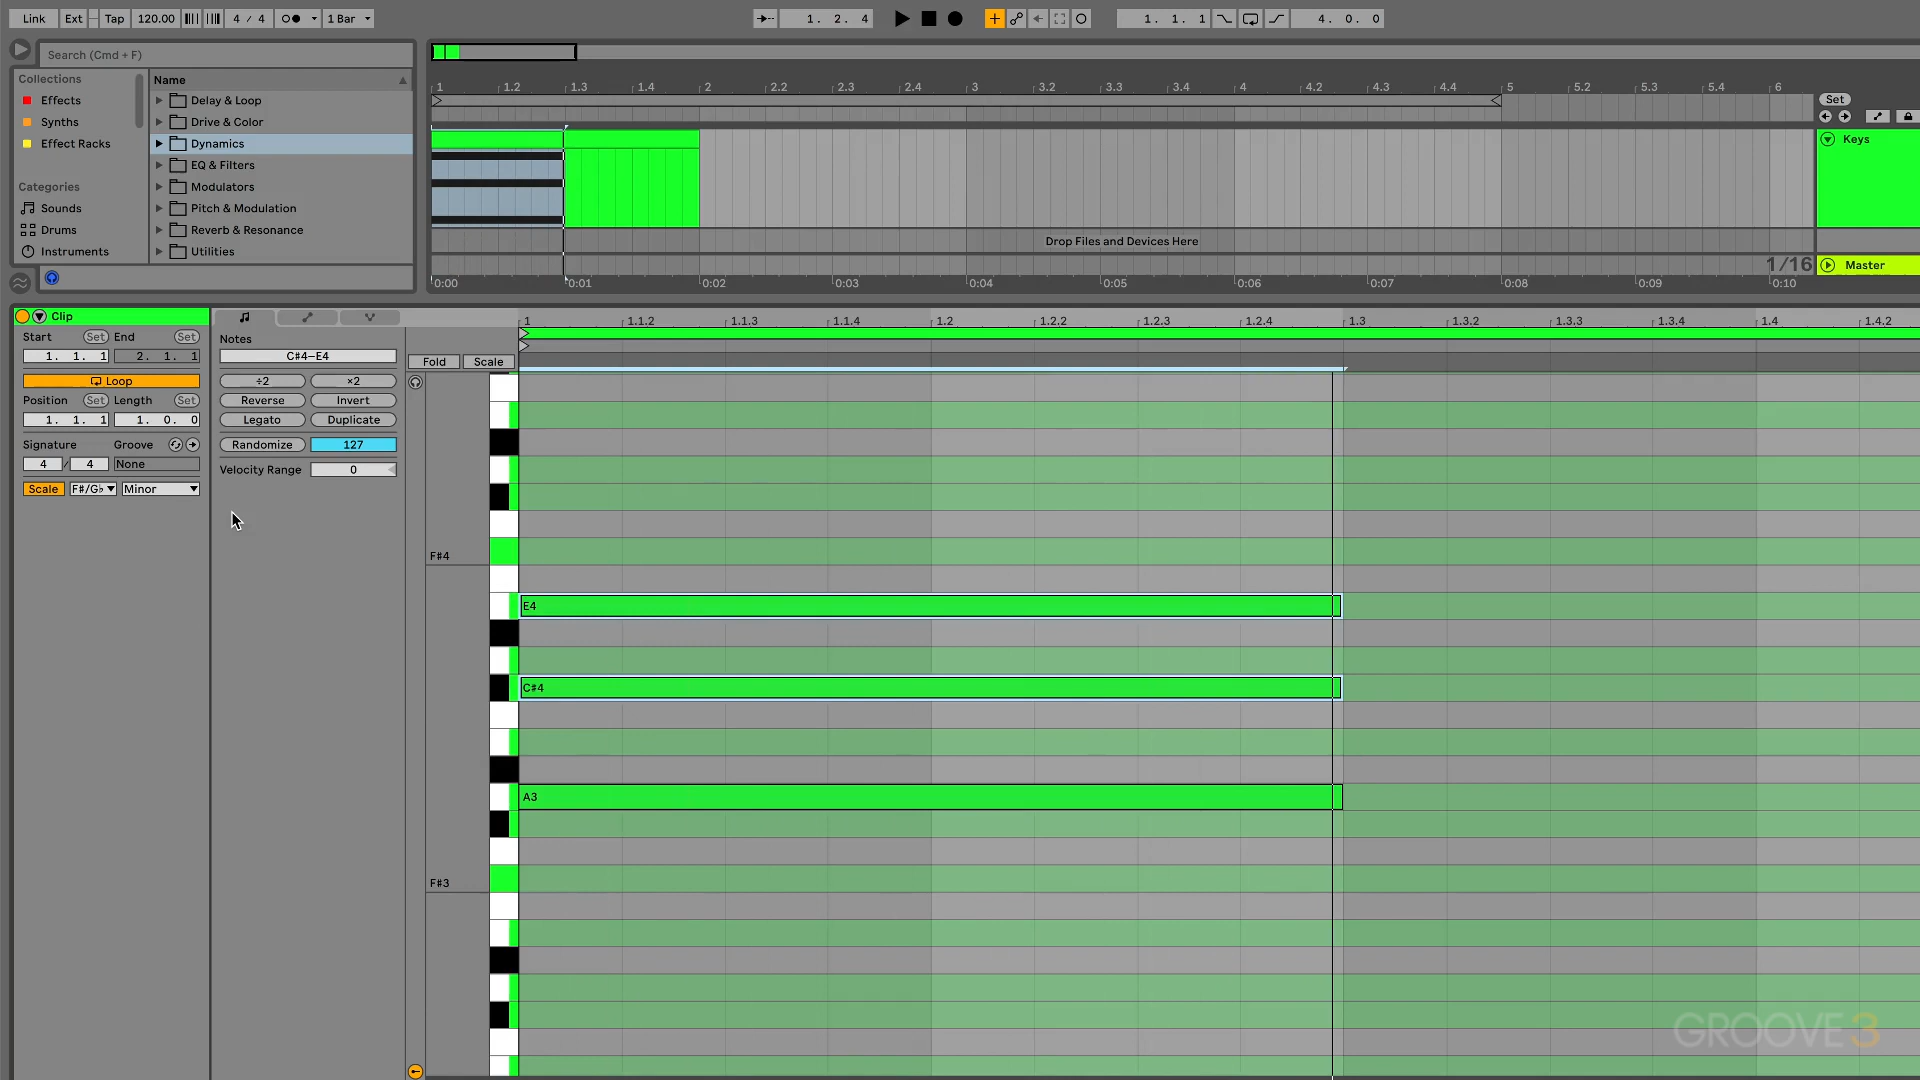 Link Ext Tap 120.00 4 / 4 1 Bar 1. 2. 4 1. 1. 1 4. 0. 0
Search (Cmd + F)
Collections
Effects
Synths
Effect Racks
Categories
Sounds
Drums
Instruments
Name
Delay & Loop
Drive & Color
Dynamics
EQ & Filters
Modulators
Pitch & Modulation
Reverb & Resonance
Utilities
1 1.2 1.3 1.4 2 2.2 2.3 2.4 3 3.2 3.3 3.4 4 4.2 4.3 4.4 5 5.2 5.3 5.4 6
Set
Keys
Drop Files and Devices Here
1/16
Master
0:00 0:01 0:02 0:03 0:04 0:05 0:06 0:07 0:08 0:09 0:10
Clip
Start Set End Set
1. 1. 1 2. 1. 1
Loop
Position Set Length Set
1. 1. 1 1. 0. 0
Signature Groove
4 / 4 None
Scale F#/G♭ Minor
Notes
C#4–E4
÷2 ×2
Reverse Invert
Legato Duplicate
Randomize 127
Velocity Range 0
Fold Scale
1 1.1.2 1.1.3 1.1.4 1.2 1.2.2 1.2.3 1.2.4 1.3 1.3.2 1.3.3 1.3.4 1.4 1.4.2
F#4
E4
C#4
A3
F#3
GROOVE 3